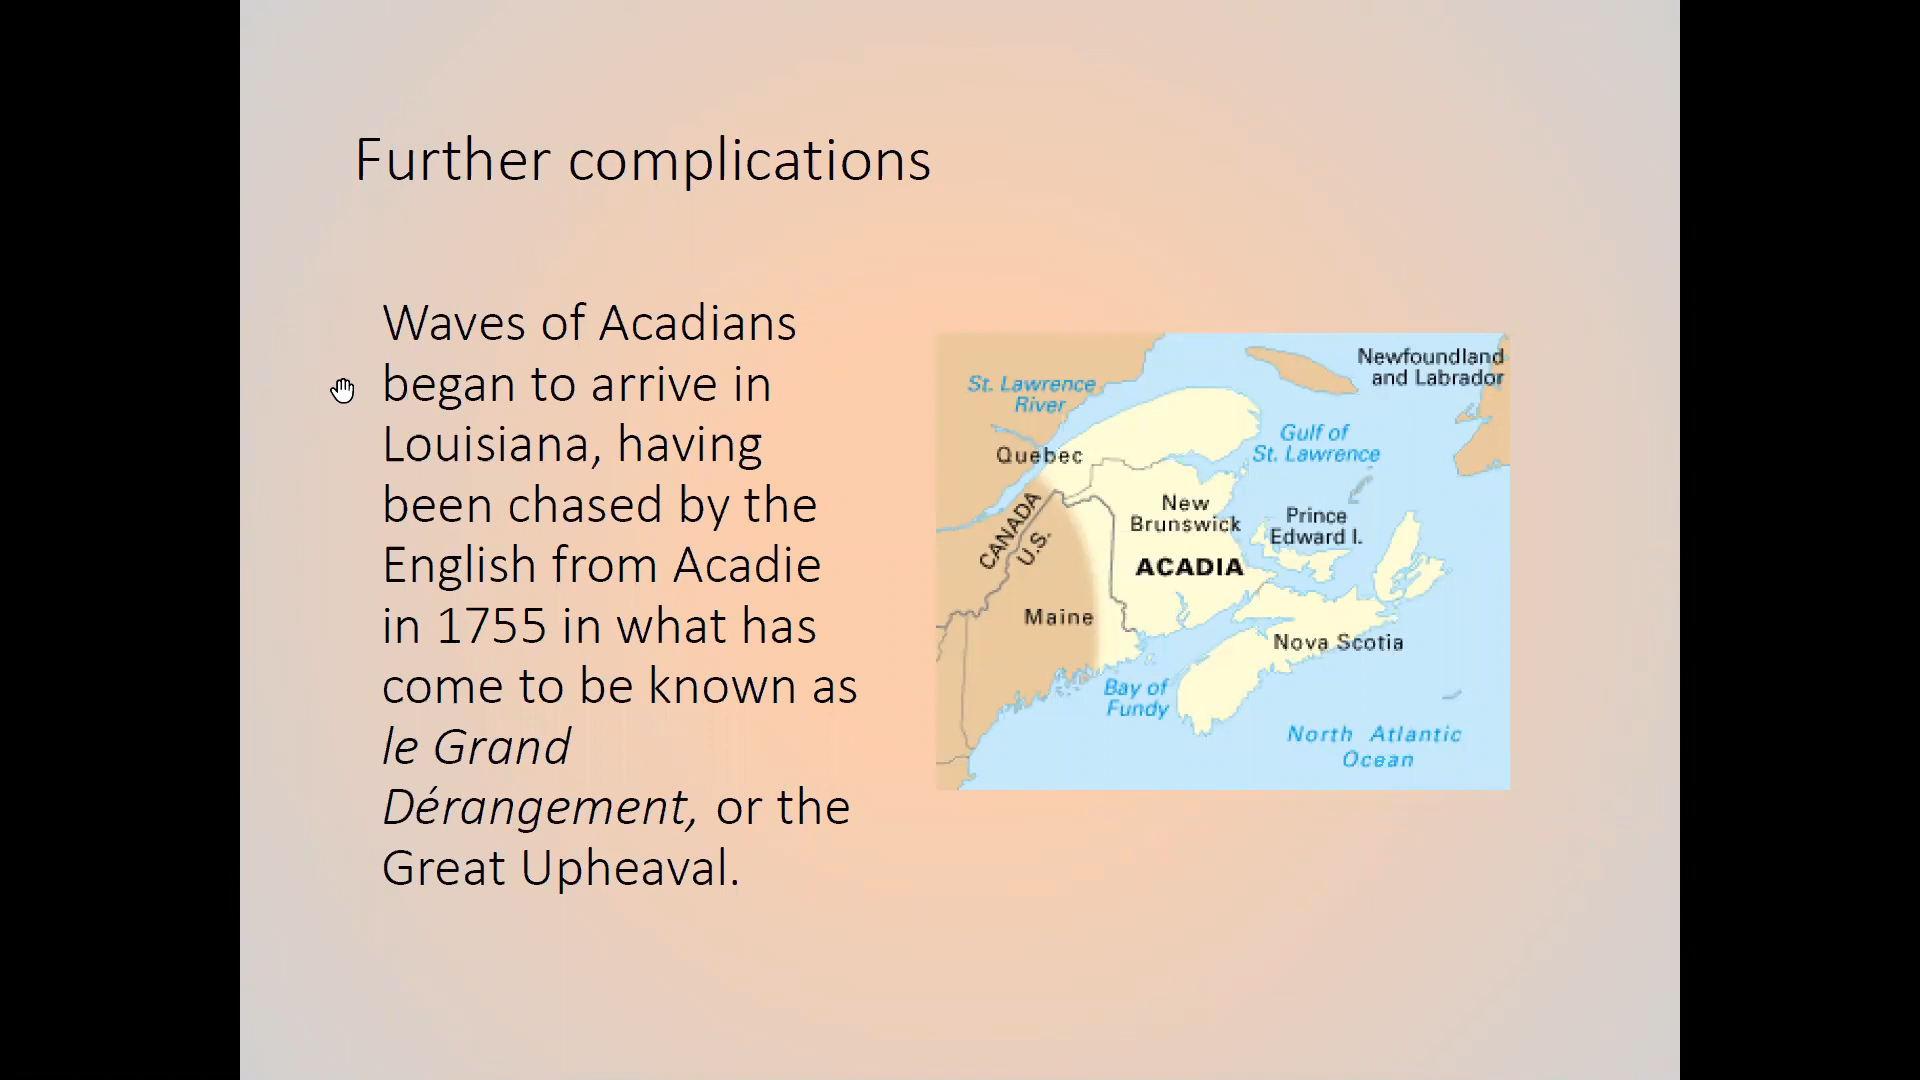 Further complications
Waves of Acadians
began to arrive in
Louisiana, having
been chased by the
English from Acadie
in 1755 in what has
come to be known as
le Grand
Dérangement, or the
Great Upheaval.
Newfoundland
and Labrador
St. Lawrence
River
Gulf of
St. Lawrence
Quebec
CANADA
U.S.
New
Brunswick
Prince
Edward I.
ACADIA
Maine
Nova Scotia
Bay of
Fundy
North Atlantic
Ocean